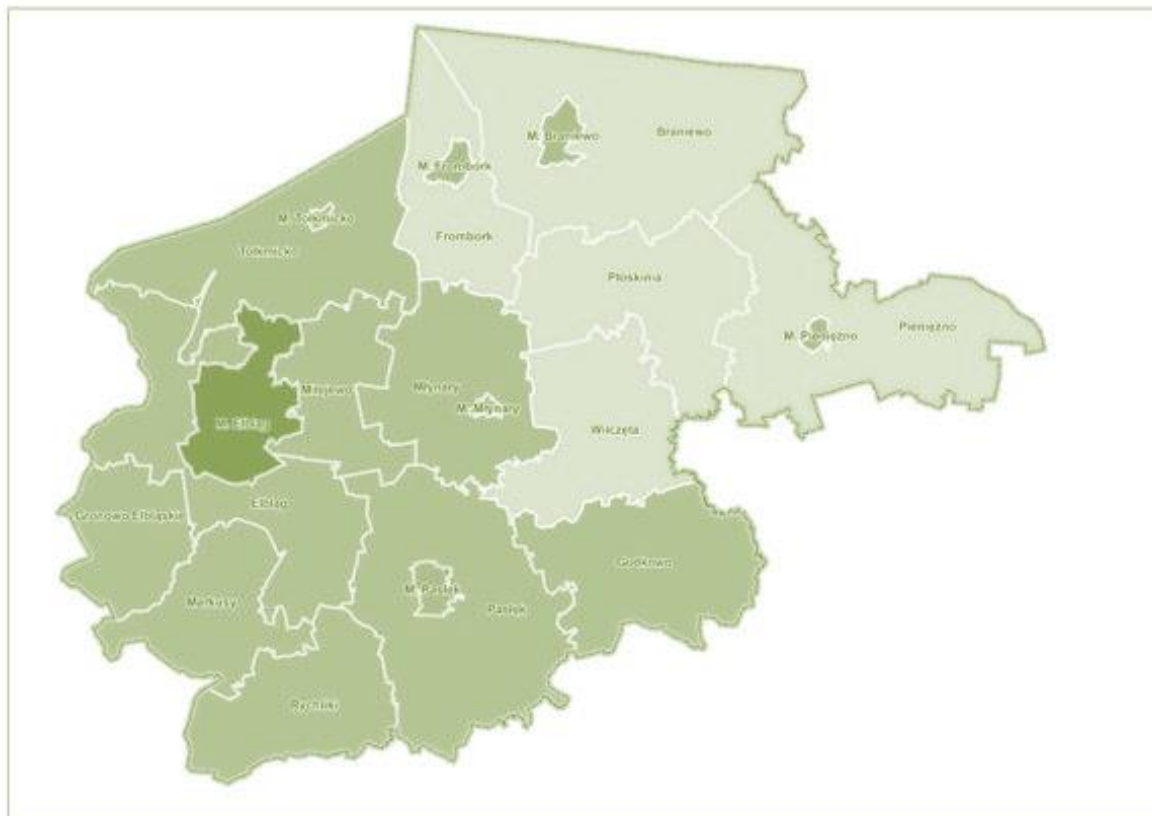 M. Braniewo
Braniewo
M. Frombork
M. Tolkmicko
Frombork
Tolkmicko
Płoskinia
Pieniężno
M. Pieniężno
Milejewo
Młynary
M. Młynary
M. Elbląg
Wilczęta
Elbląg
Gronowo Elbląskie
Godkowo
M. Pasłęk
Markusy
Pasłęk
Rychliki